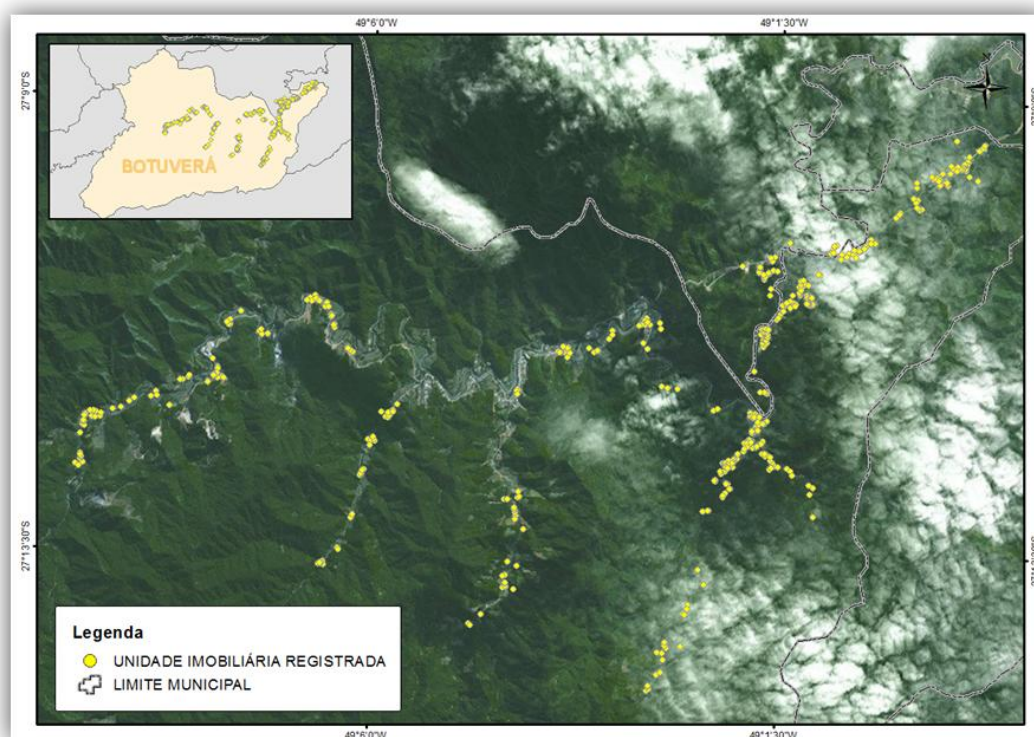 49°6'0"W
49°1'30"W
27°9'0"S
BOTUVERÁ
27°13'30"S
Legenda
UNIDADE IMOBILIÁRIA REGISTRADA
LIMITE MUNICIPAL
49°6'0"W
49°1'30"W